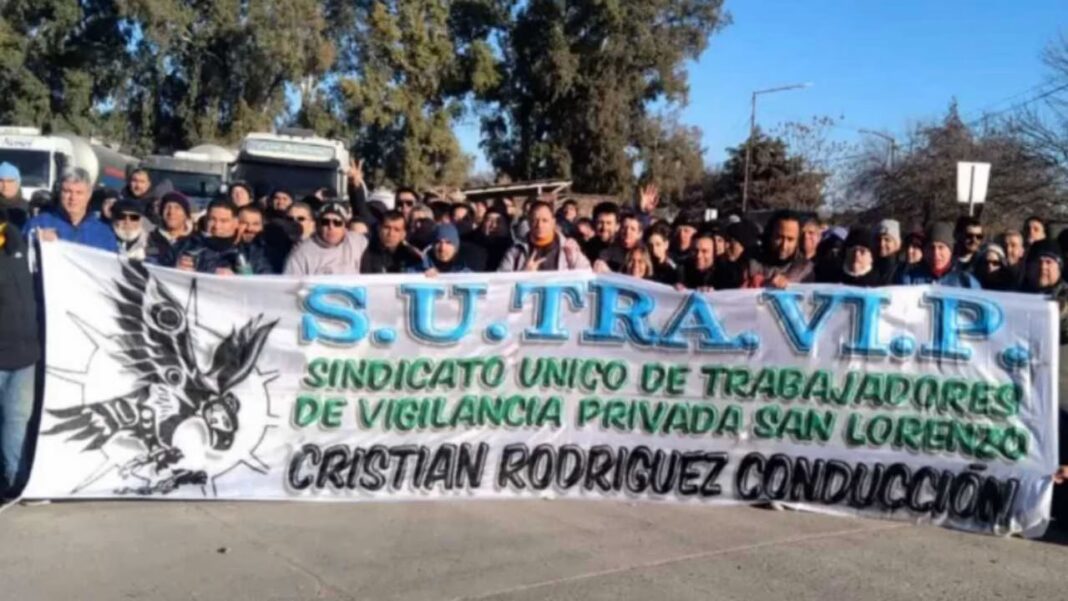 S.U.TRA.VI.P.
SINDICATO UNICO DE TRABAJADORES
DE VIGILANCIA PRIVADA SAN LORENZO
CRISTIAN RODRIGUEZ CONDUCCIÓN